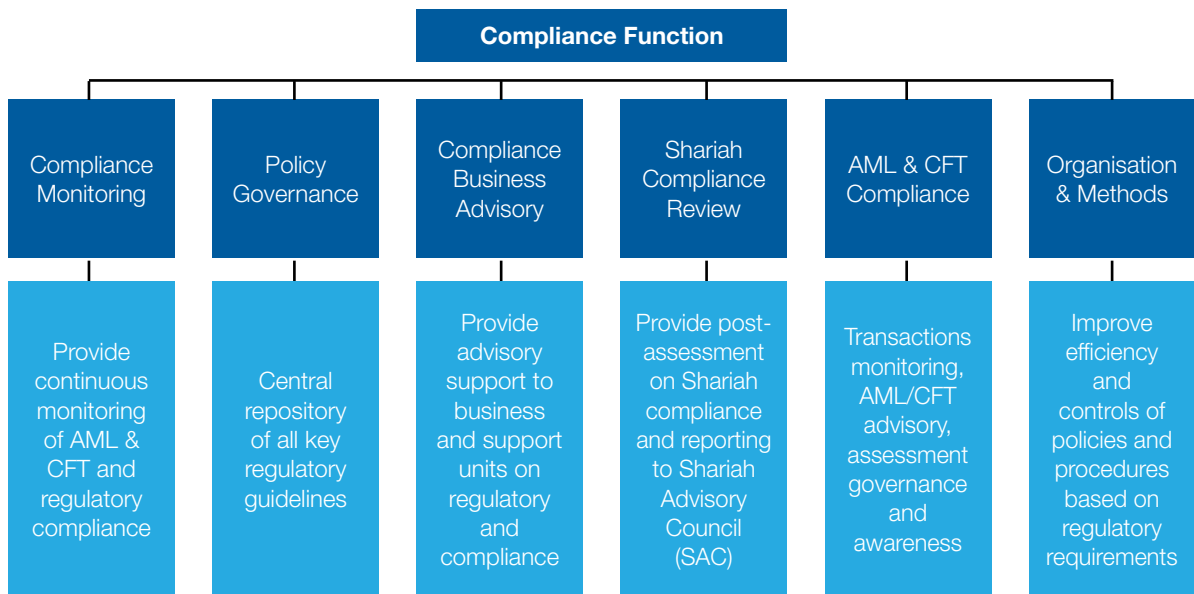 Compliance Function
Compliance
Monitoring
Policy
Governance
Compliance
Business
Advisory
Shariah
Compliance
Review
AML & CFT
Compliance
Organisation
& Methods
Provide
continuous
monitoring
of AML &
CFT and
regulatory
compliance
Central
repository
of all key
regulatory
guidelines
Provide
advisory
support to
business
and support
units on
regulatory
and
compliance
Provide post-
assessment
on Shariah
compliance
and reporting
to Shariah
Advisory
Council
(SAC)
Transactions
monitoring,
AML/CFT
advisory,
assessment
governance
and
awareness
Improve
efficiency
and
controls of
policies and
procedures
based on
regulatory
requirements